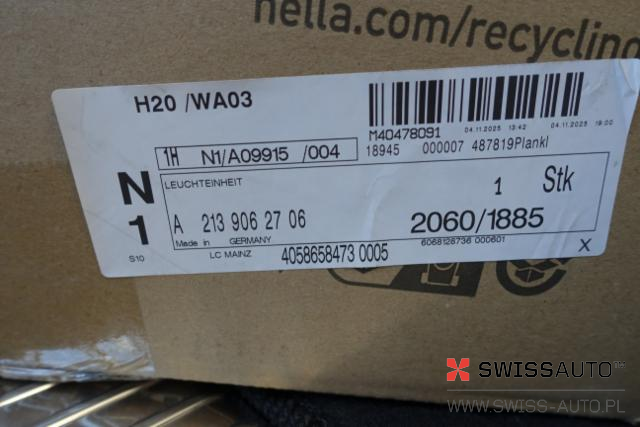 hella.com/recycling
H20 /WA03
M40478091
04.11.2025 13:42
04.11.2025 19:00
1H N1/A09915 /004
18945 000007 487819Plankl
N
1
S10
LEUCHTEINHEIT
1 Stk
A 213 906 27 06
2060/1885
Made in GERMANY
6068128736 000601
LC MAINZ
4058658473 0005
X
SWISSAUTO
WWW.SWISS-AUTO.PL